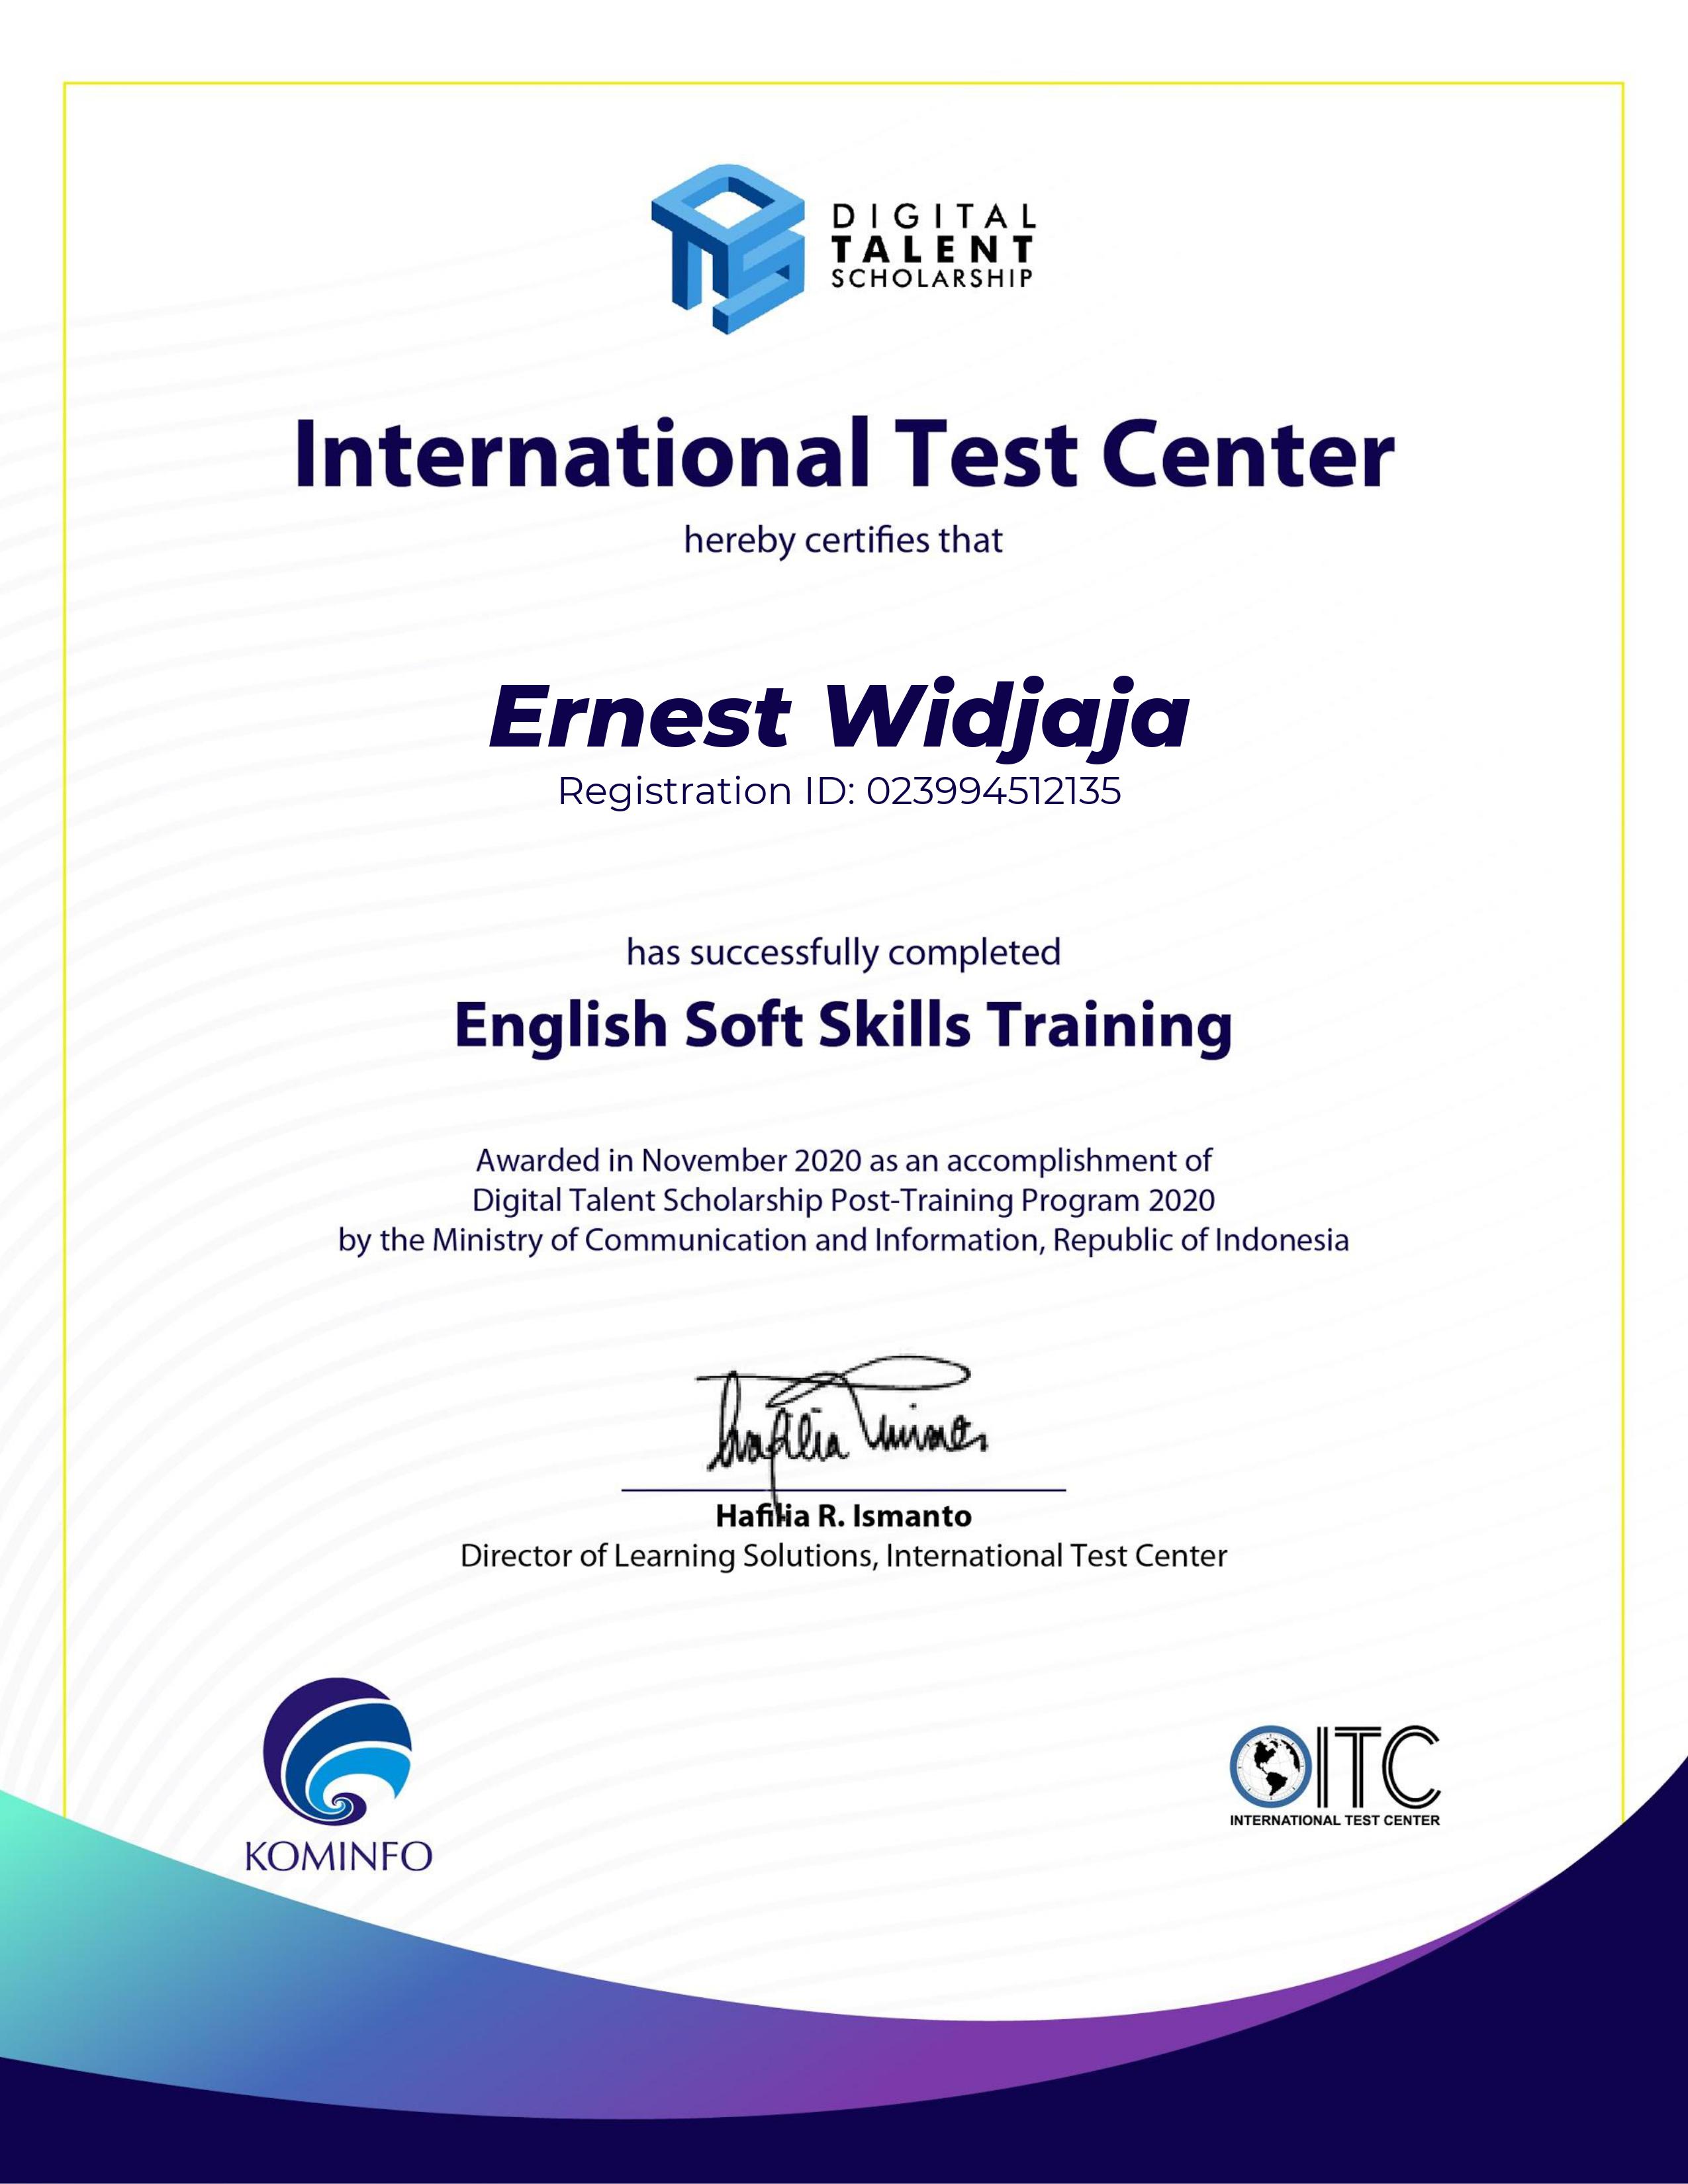 DIGITAL
TALENT
SCHOLARSHIP
International Test Center
hereby certifies that
Ernest Widjaja
Registration ID: 023994512135
has successfully completed
English Soft Skills Training
Awarded in November 2020 as an accomplishment of
Digital Talent Scholarship Post-Training Program 2020
by the Ministry of Communication and Information, Republic of Indonesia
Hafilia R. Ismanto
Director of Learning Solutions, International Test Center
KOMINFO
ITC
INTERNATIONAL TEST CENTER